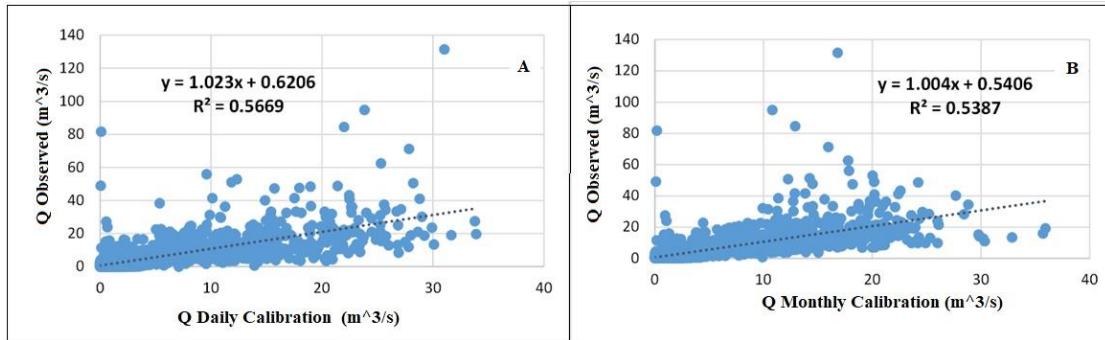 140
120
100
80
60
40
20
0
Q Observed (m^3/s)
y = 1.023x + 0.6206
R² = 0.5669
A
0 10 20 30 40
Q Daily Calibration (m^3/s)
140
120
100
80
60
40
20
0
Q Observed (m^3/s)
y = 1.004x + 0.5406
R² = 0.5387
B
0 10 20 30 40
Q Monthly Calibration (m^3/s)